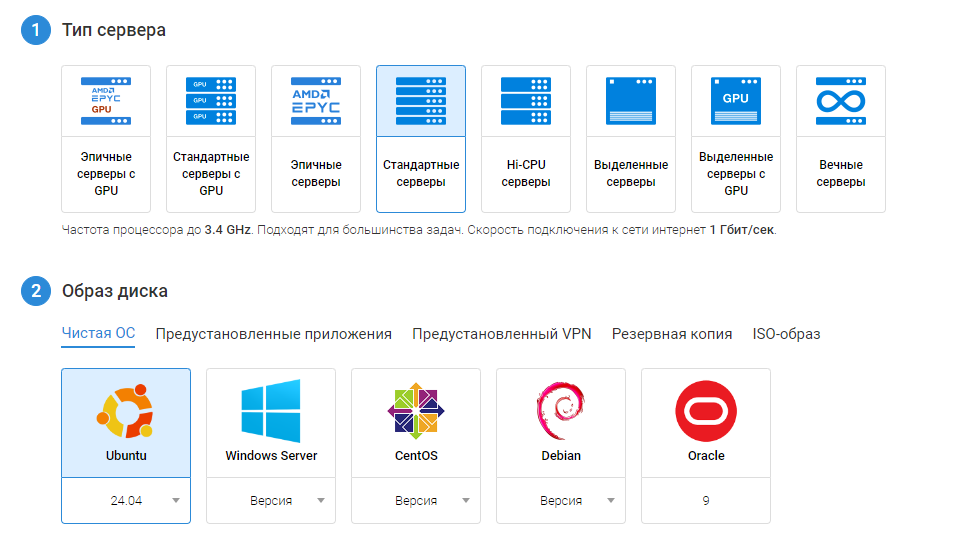 1 Тип сервера
AMD EPYC GPU
GPU
GPU
GPU
AMD EPYC
GPU
Эпичные серверы с GPU
Стандартные серверы с GPU
Эпичные серверы
Стандартные серверы
Hi-CPU серверы
Выделенные серверы
Выделенные серверы с GPU
Вечные серверы
Частота процессора до 3.4 GHz. Подходят для большинства задач. Скорость подключения к сети интернет 1 Гбит/сек.
2 Образ диска
Чистая ОС Предустановленные приложения Предустановленный VPN Резервная копия ISO-образ
Ubuntu Windows Server CentOS Debian Oracle
24.04 Версия Версия Версия 9